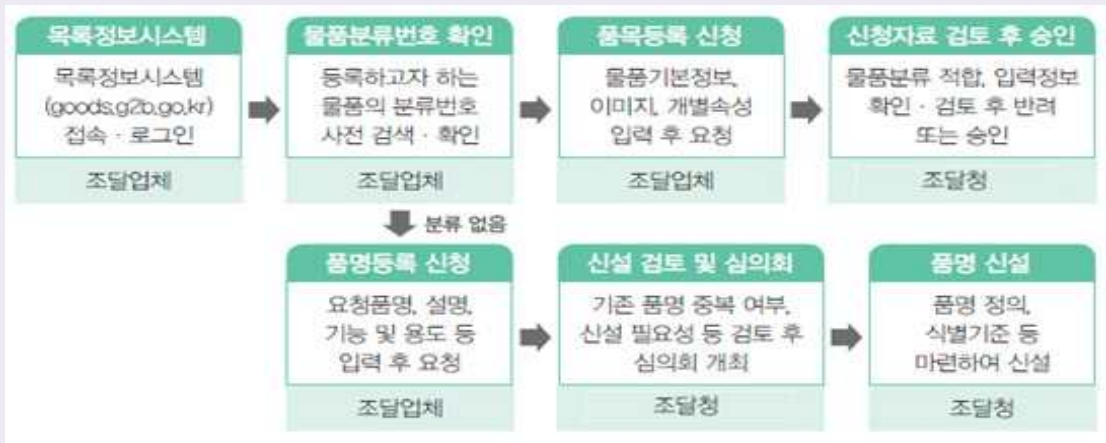 목록정보시스템
목록정보시스템
(goods.g2b.go.kr)
접속 · 로그인
조달업체
물품분류번호 확인
등록하고자 하는
물품의 분류번호
사전 검색 · 확인
조달업체
품목등록 신청
물품기본정보,
이미지, 개별속성
입력 후 요청
조달업체
신청자료 검토 후 승인
물품분류 적합, 입력정보
확인 · 검토 후 반려
또는 승인
조달청
분류 없음
품명등록 신청
요청품명, 설명,
기능 및 용도 등
입력 후 요청
조달업체
신설 검토 및 심의회
기존 품명 중복 여부,
신설 필요성 등 검토 후
심의회 개최
조달청
품명 신설
품명 정의,
식별기준 등
마련하여 신설
조달청